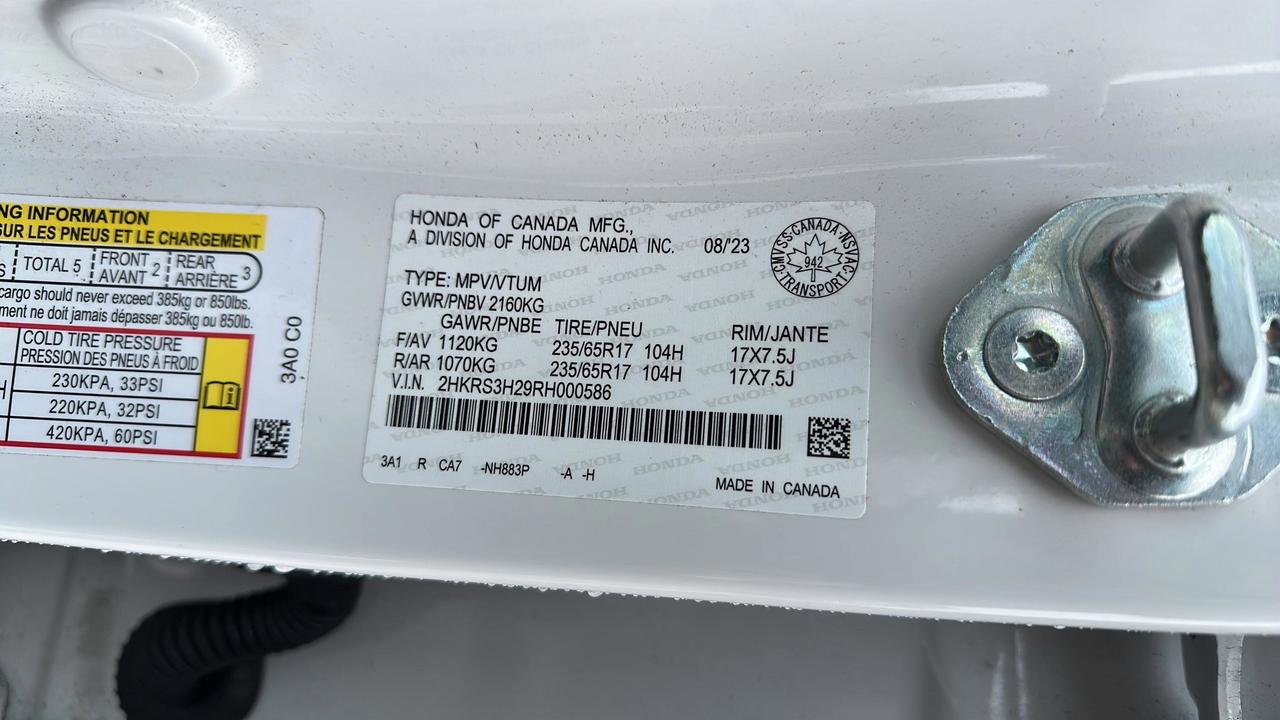 NG INFORMATION
SUR LES PNEUS ET LE CHARGEMENT
TOTAL 5 FRONT AVANT 2 REAR ARRIÈRE 3
cargo should never exceed 385kg or 850lbs.
ment ne doit jamais dépasser 385kg ou 850lb.
COLD TIRE PRESSURE
PRESSION DES PNEUS À FROID
230KPA, 33PSI
220KPA, 32PSI
420KPA, 60PSI
3A0 C0
HONDA OF CANADA MFG.,
A DIVISION OF HONDA CANADA INC. 08/23
CMVSS·CANADA·NSVAC
942
TRANSPORT
TYPE: MPV/VTUM
GVWR/PNBV 2160KG
GAWR/PNBE TIRE/PNEU RIM/JANTE
F/AV 1120KG 235/65R17 104H 17X7.5J
R/AR 1070KG 235/65R17 104H 17X7.5J
V.I.N. 2HKRS3H29RH000586
3A1 R CA7 -NH883P -A -H
MADE IN CANADA